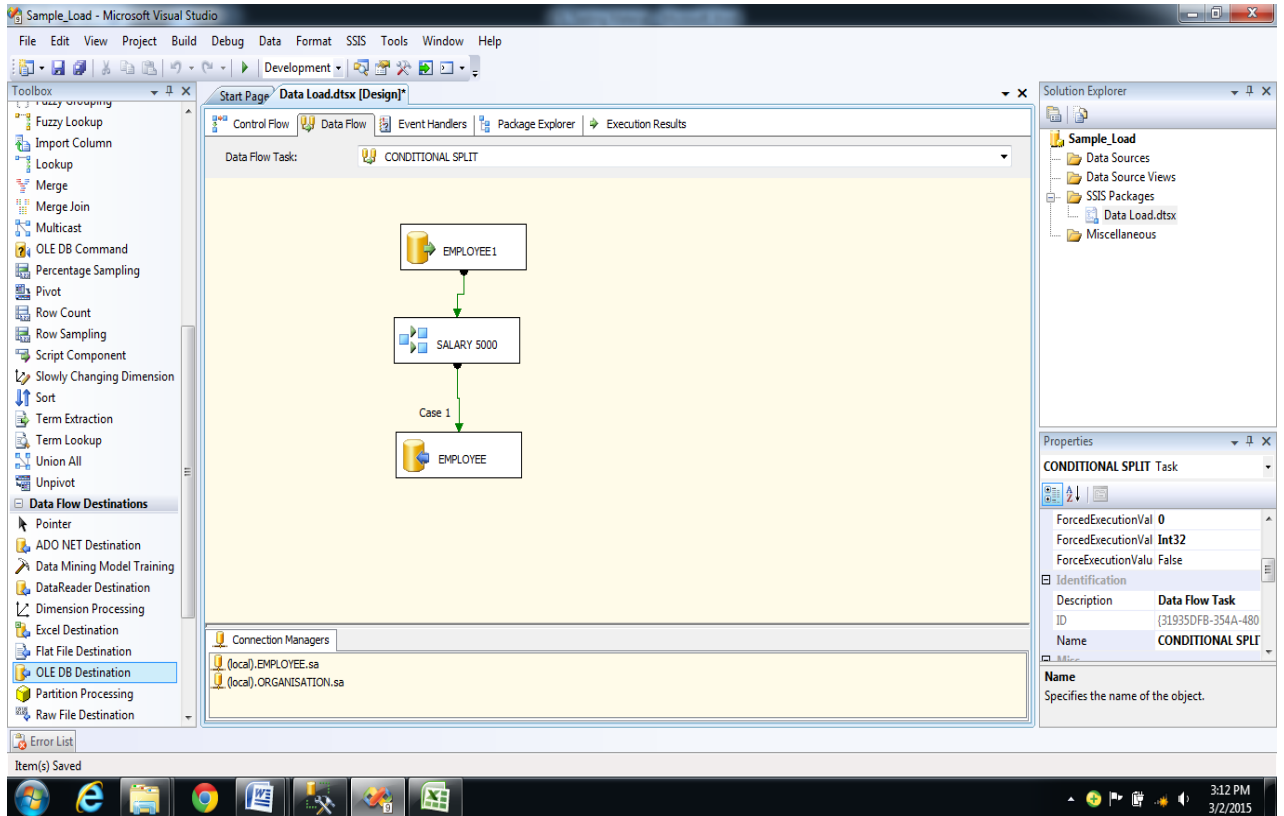 Sample_Load - Microsoft Visual Studio
File Edit View Project Build Debug Data Format SSIS Tools Window Help
Development
Toolbox
Fuzzy Grouping
Fuzzy Lookup
Import Column
Lookup
Merge
Merge Join
Multicast
OLE DB Command
Percentage Sampling
Pivot
Row Count
Row Sampling
Script Component
Slowly Changing Dimension
Sort
Term Extraction
Term Lookup
Union All
Unpivot
Data Flow Destinations
Pointer
ADO NET Destination
Data Mining Model Training
DataReader Destination
Dimension Processing
Excel Destination
Flat File Destination
OLE DB Destination
Partition Processing
Raw File Destination
Start Page Data Load.dtsx [Design]*
Control Flow Data Flow Event Handlers Package Explorer Execution Results
Data Flow Task: CONDITIONAL SPLIT
EMPLOYEE1
SALARY 5000
Case 1
EMPLOYEE
Connection Managers
(local).EMPLOYEE.sa
(local).ORGANISATION.sa
Solution Explorer
Sample_Load
Data Sources
Data Source Views
SSIS Packages
Data Load.dtsx
Miscellaneous
Properties
CONDITIONAL SPLIT Task
ForcedExecutionVal 0
ForcedExecutionVal Int32
ForceExecutionValu False
Identification
Description Data Flow Task
ID {31935DFB-354A-480
Name CONDITIONAL SPLIT
Misc
Name
Specifies the name of the object.
Error List
Item(s) Saved
3:12 PM
3/2/2015